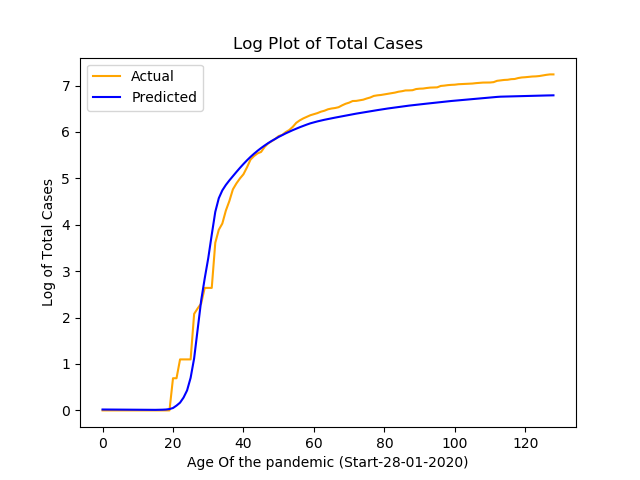 Log Plot of Total Cases
Actual
Predicted
7
6
5
4
3
2
1
0
Log of Total Cases
0 20 40 60 80 100 120
Age Of the pandemic (Start-28-01-2020)